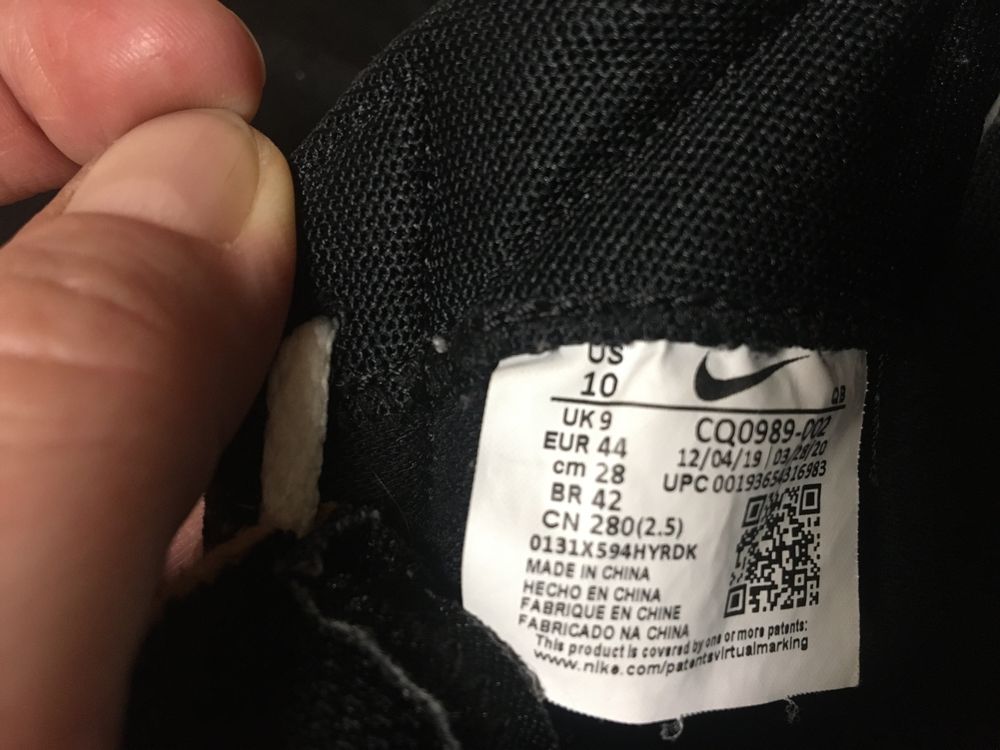 US
10
QB
UK 9
CQ0989-002
EUR 44
12/04/19 | 03/28/20
cm 28
UPC 00193654316983
BR 42
CN 280(2.5)
0131X594HYRDK
MADE IN CHINA
HECHO EN CHINA
FABRIQUE EN CHINE
FABRICADO NA CHINA
This product is covered by one or more patents:
www.nike.com/patentsvirtualmarking